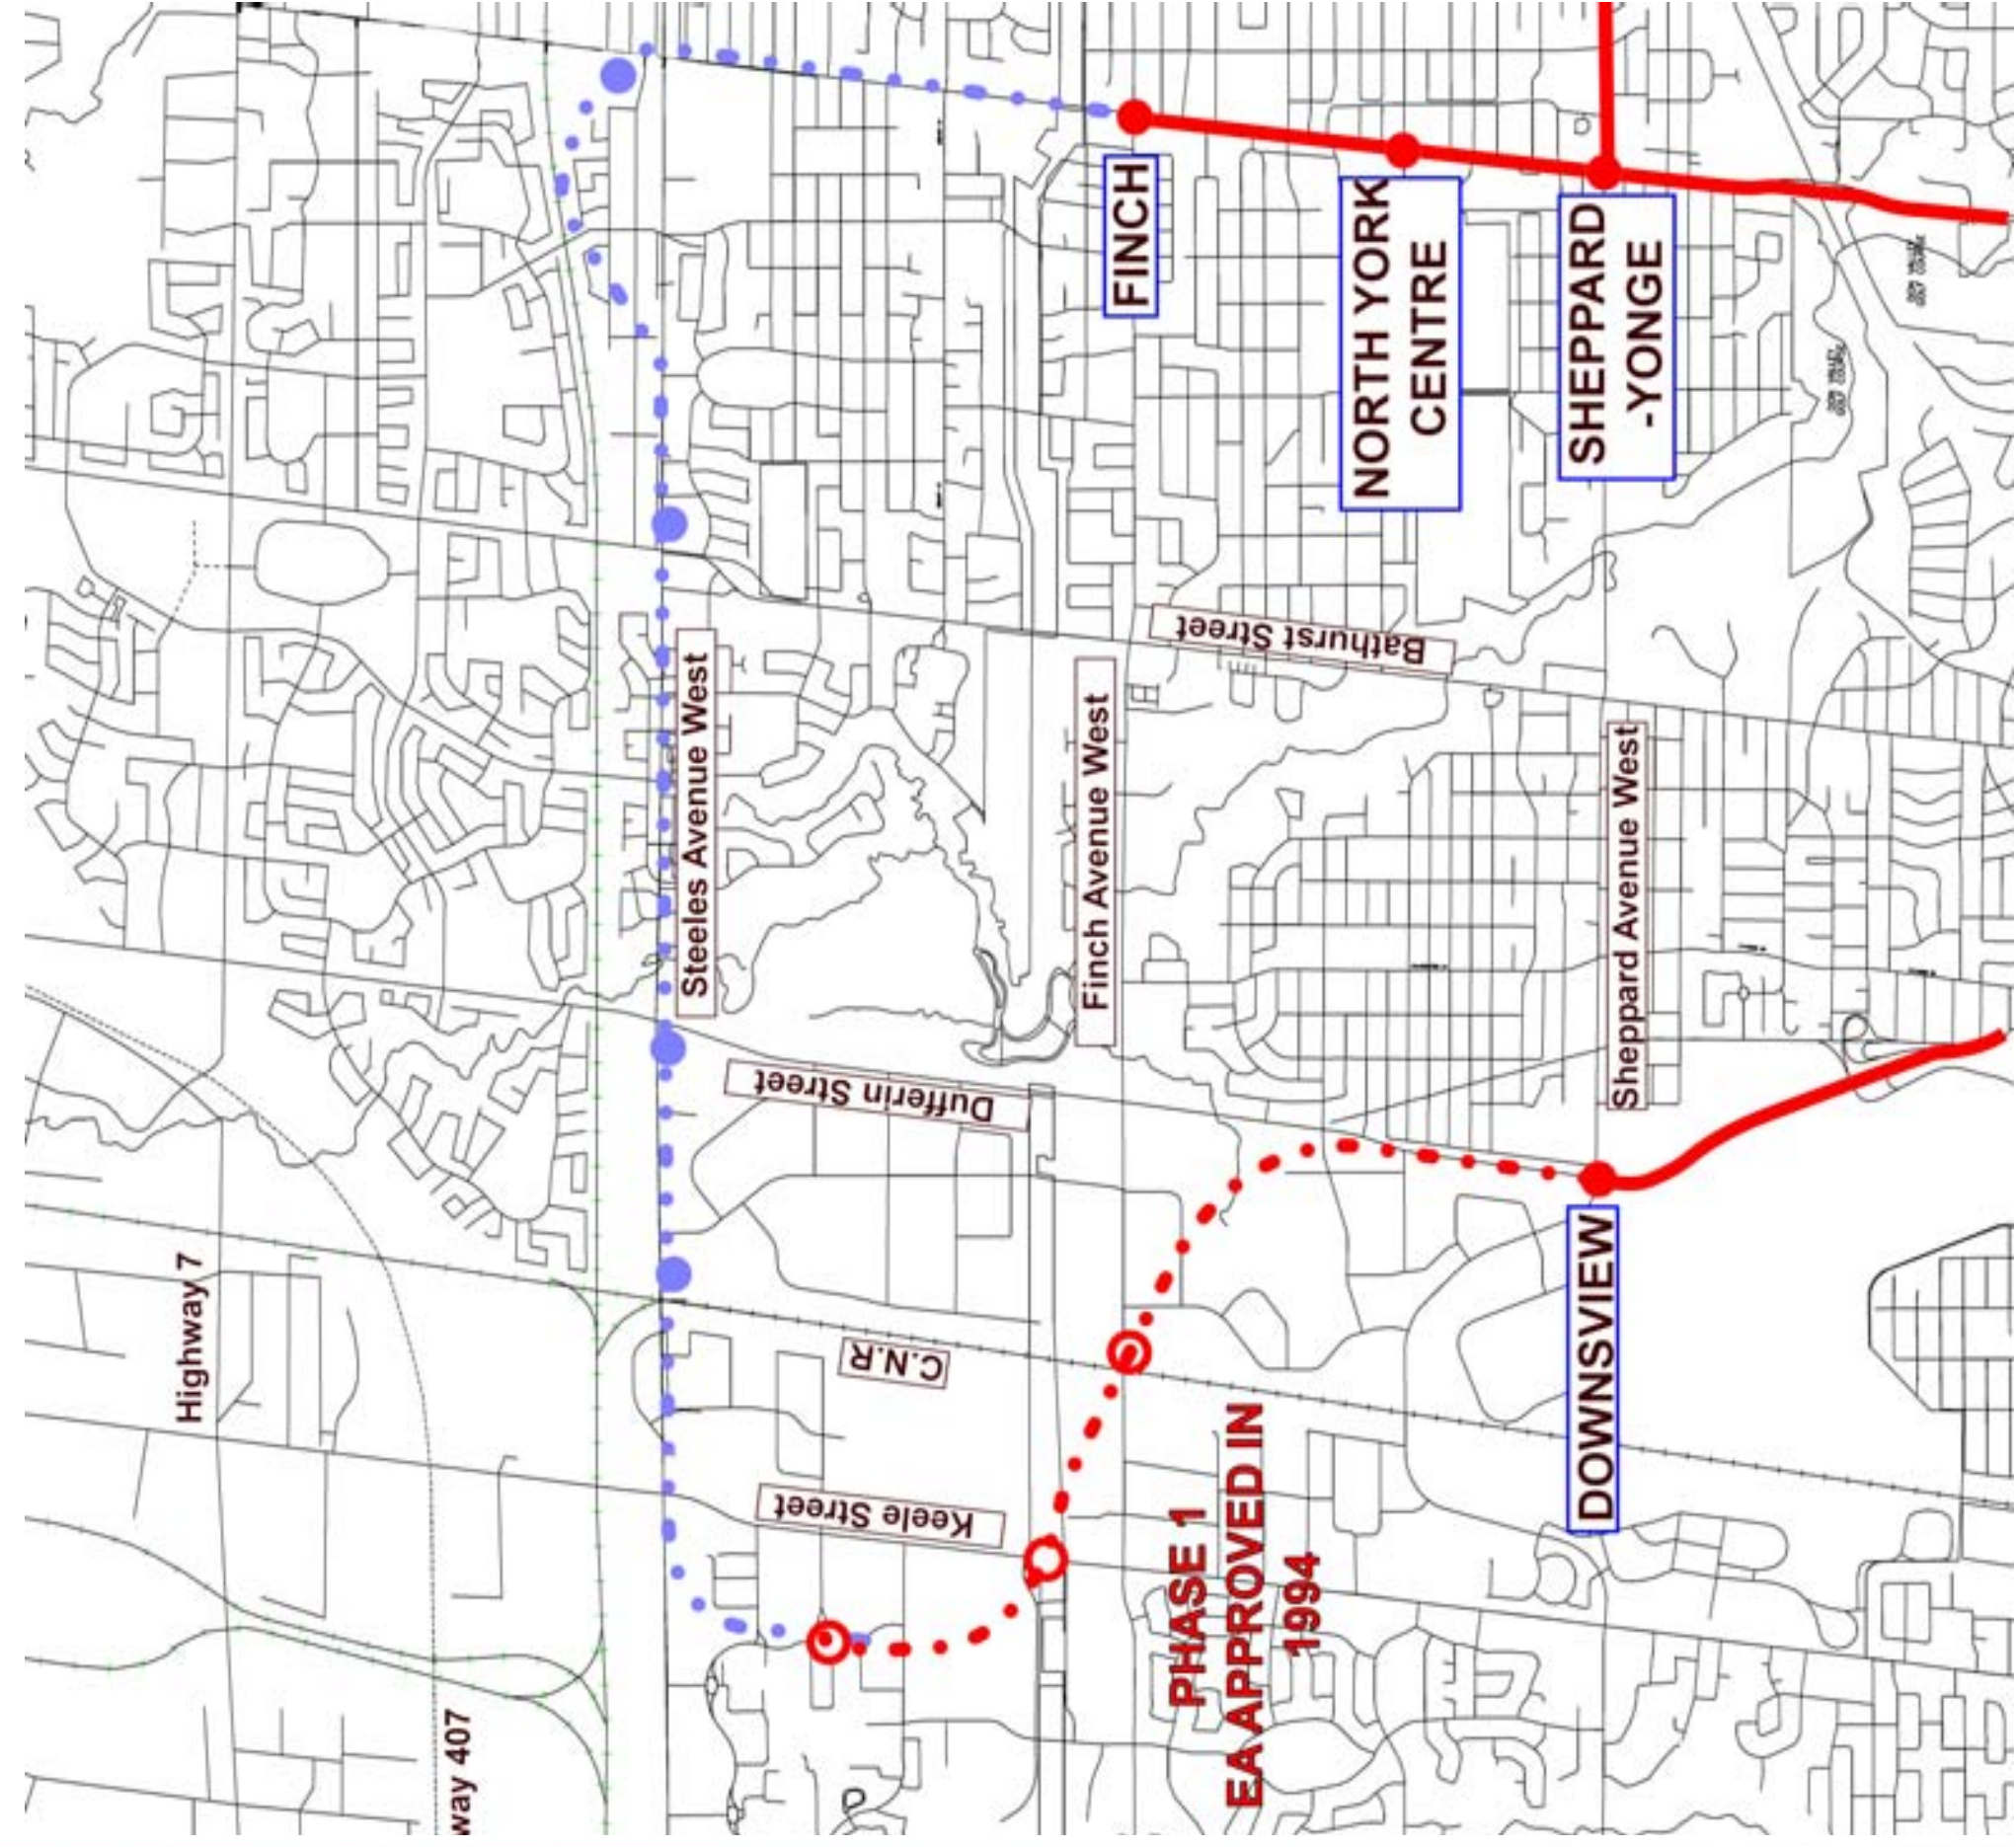 FINCH
NORTH YORK
CENTRE
SHEPPARD
-YONGE
Bathurst Street
Steeles Avenue West
Finch Avenue West
Sheppard Avenue West
Dufferin Street
Highway 7
C.N.R
DOWNSVIEW
Keele Street
PHASE 1
EA APPROVED IN
1994
way 407